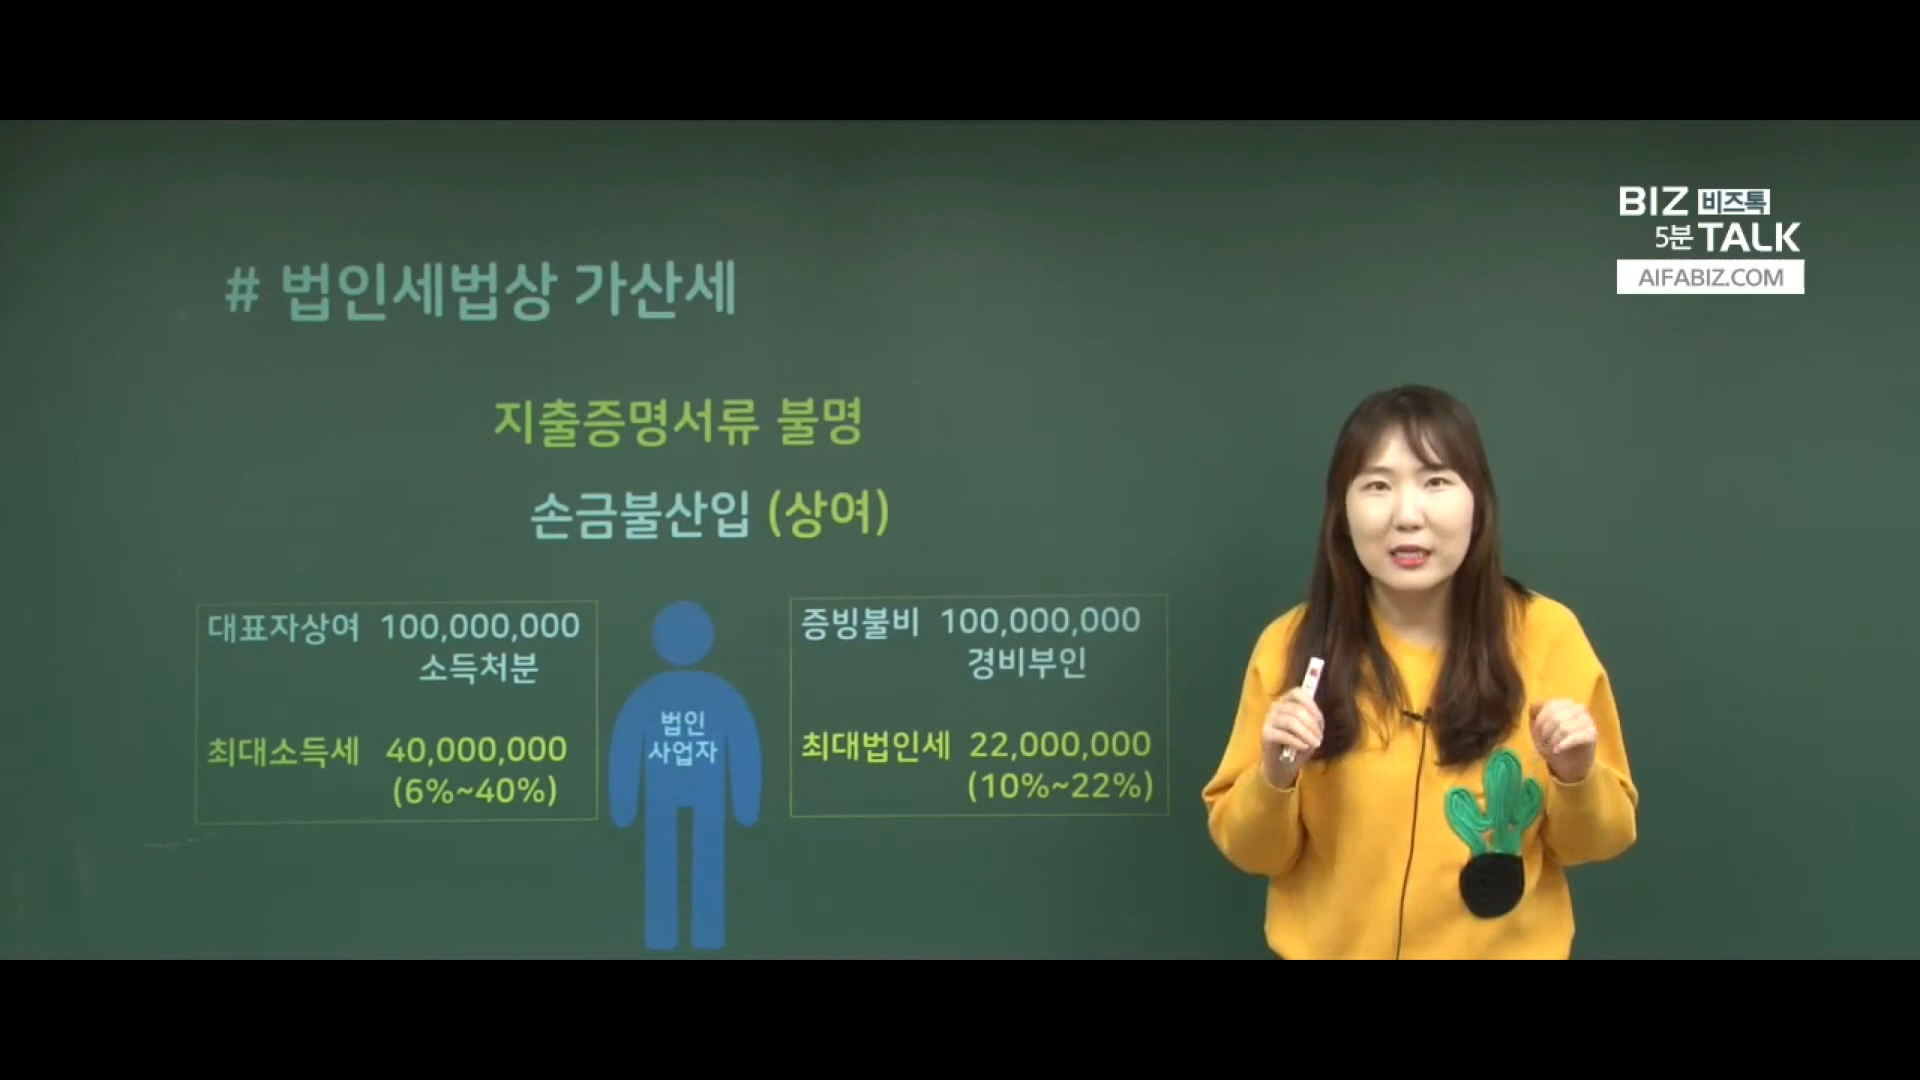 BIZ 비즈톡
5분 TALK
AIFABIZ.COM
# 법인세법상 가산세
지출증명서류 불명
손금불산입 (상여)
대표자상여 100,000,000
소득처분
최대소득세 40,000,000
(6%~40%)
법인
사업자
증빙불비 100,000,000
경비부인
최대법인세 22,000,000
(10%~22%)